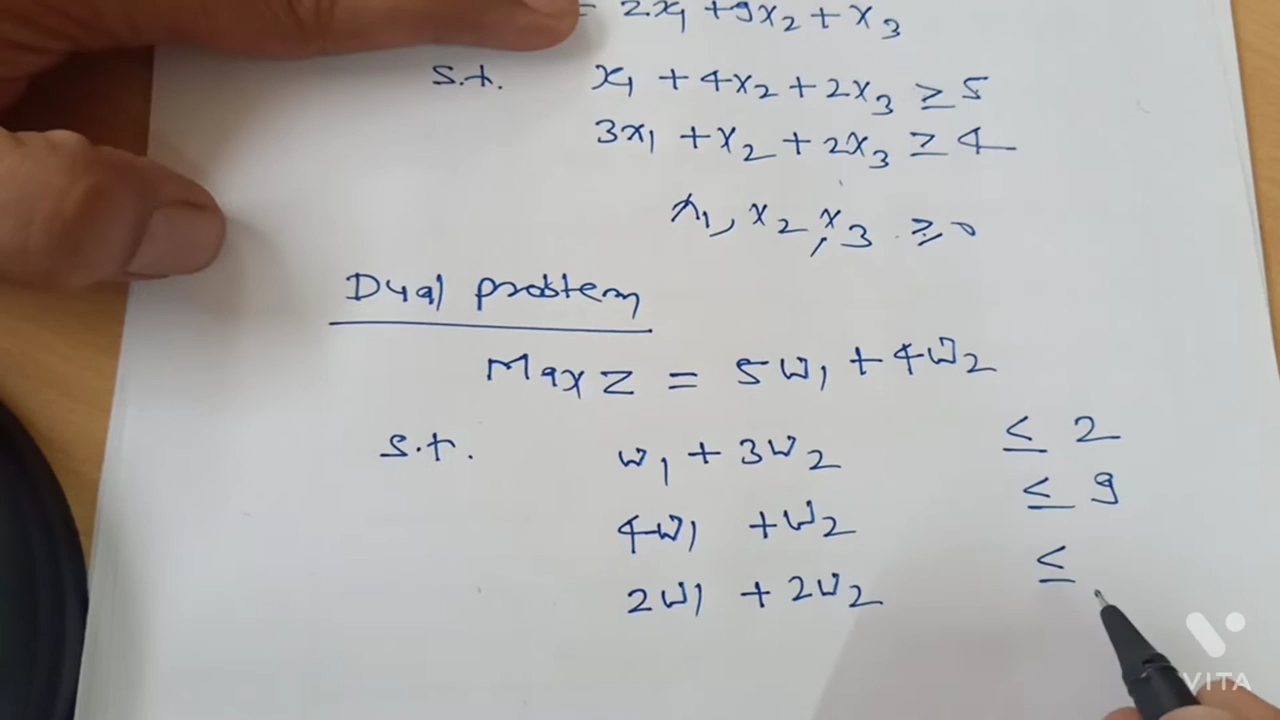 = 2x₁ + 9x₂ + x₃
s.t. x₁ + 4x₂ + 2x₃ ≥ 5
3x₁ + x₂ + 2x₃ ≥ 4
x₁, x₂, x₃ ≥ 0
Dual problem
Max Z = 5w₁ + 4w₂
s.t. w₁ + 3w₂ ≤ 2
4w₁ + w₂ ≤ 9
2w₁ + 2w₂ ≤
VITA